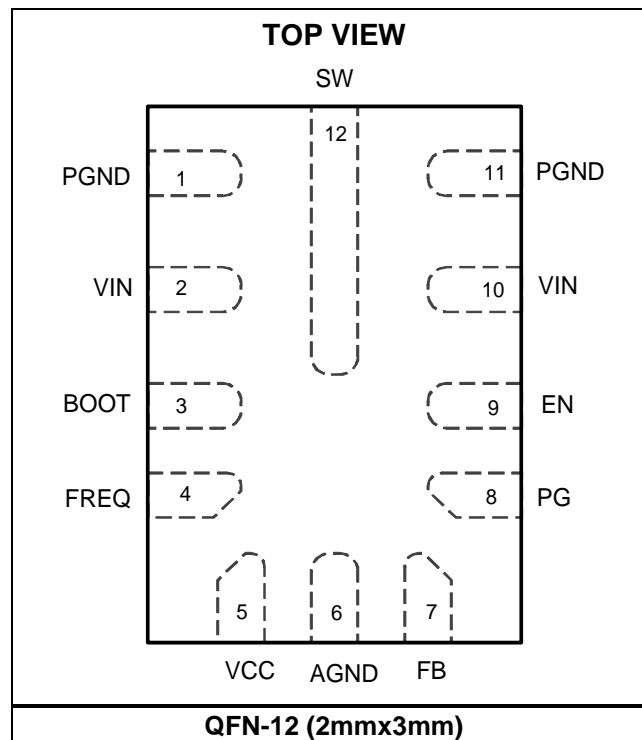 TOP VIEW
SW
12
PGND 1 11 PGND
VIN 2 10 VIN
BOOT 3 9 EN
FREQ 4 8 PG
5 6 7
VCC AGND FB
QFN-12 (2mmx3mm)